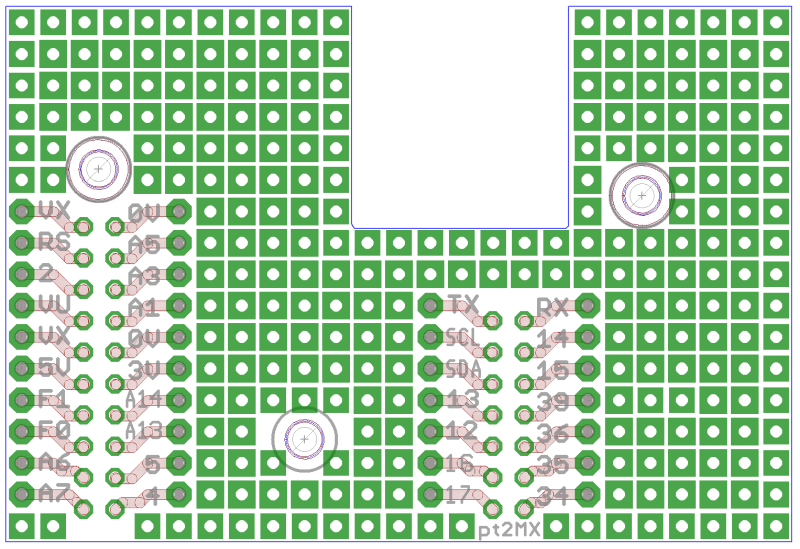 VX 0V
RS A5
2 A3
VU A1 TX RX
VX 0V SCL 14
5V 3V SDA 15
F1 A14 13 39
F0 A13 12 36
A6 5 16 35
A7 4 17 34
pt2MX